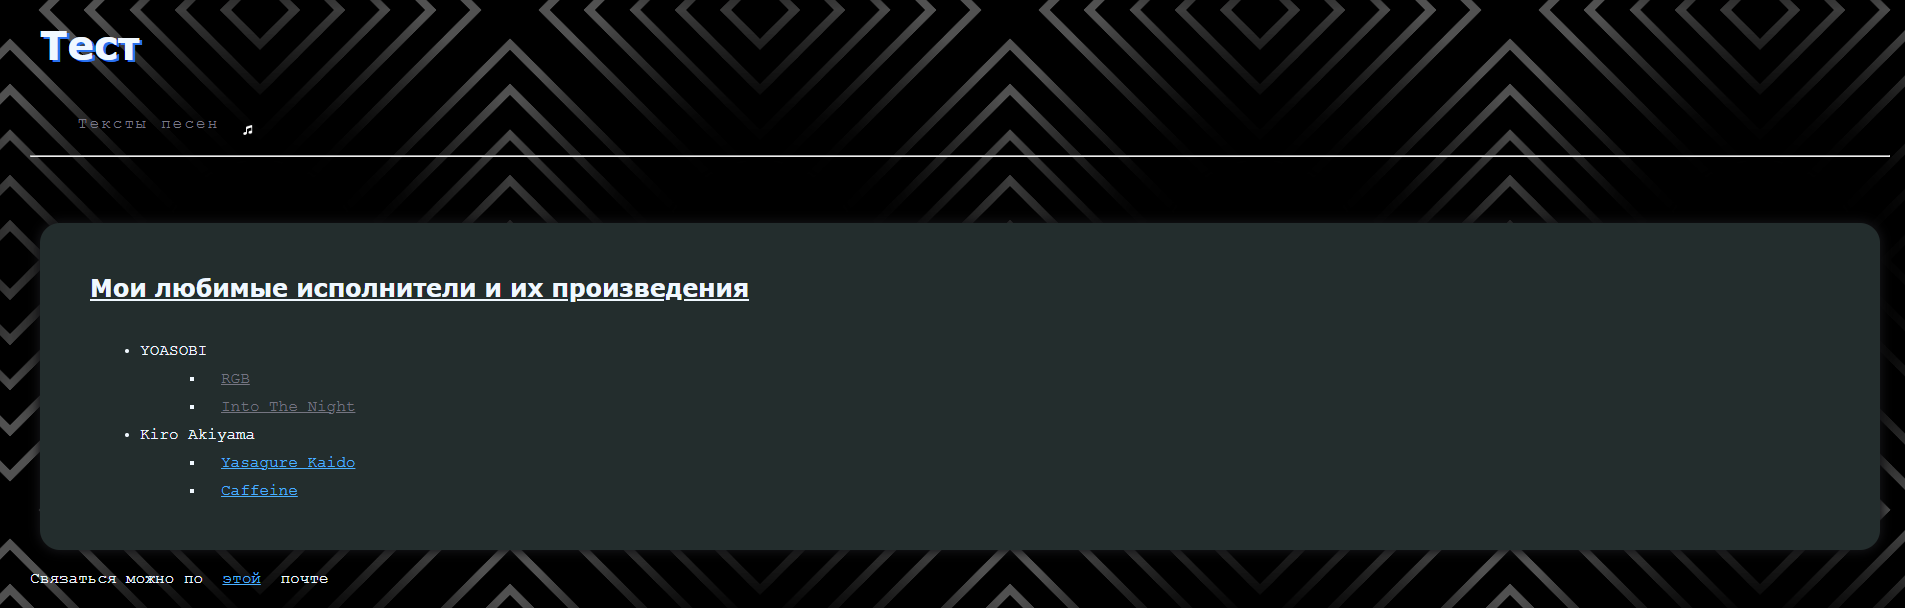 Тест
Тексты песен ♫
Мои любимые исполнители и их произведения
YOASOBI
RGB
Into The Night
Kiro Akiyama
Yasagure Kaido
Caffeine
Связаться можно по этой почте